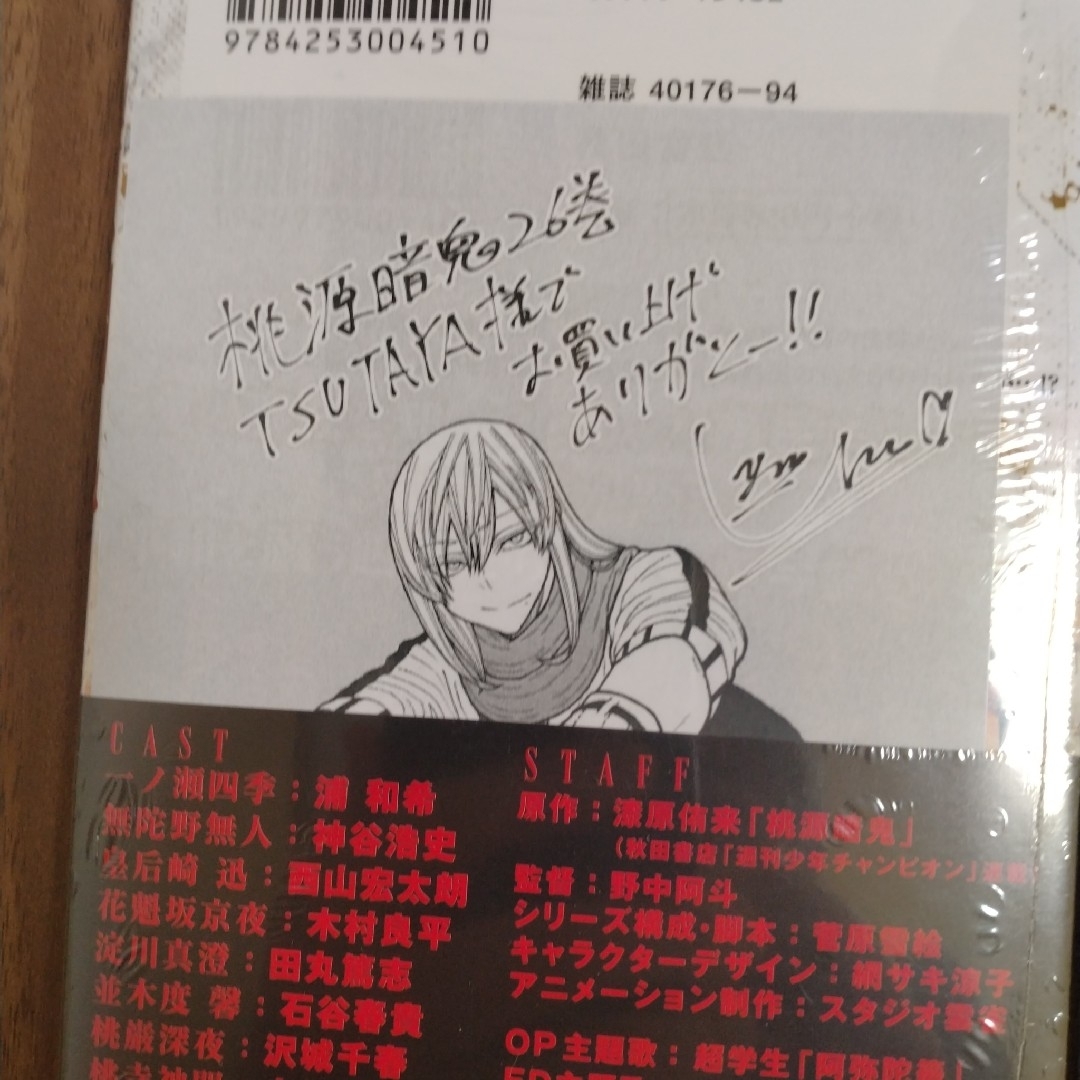 9784253004510
雑誌 40176-94
桃源暗鬼26巻
TSUTAYA様で
お買い上げ
ありがとー!!
…!?
CAST
一ノ瀬四季:浦 和希
無陀野無人:神谷浩史
皇后崎 迅:西山宏太朗
花魁坂京夜:木村良平
淀川真澄:田丸篤志
並木度 馨:石谷春貴
桃巌深夜:沢城千春
STAFF
原作:漆原侑来「桃源暗鬼」
(秋田書店「週刊少年チャンピオン」連載
監督:野中阿斗
シリーズ構成・脚本:菅原雪絵
キャラクターデザイン:網サキ涼子
アニメーション制作:スタジオ雲雀
OP主題歌:超学生「阿弥陀籤」